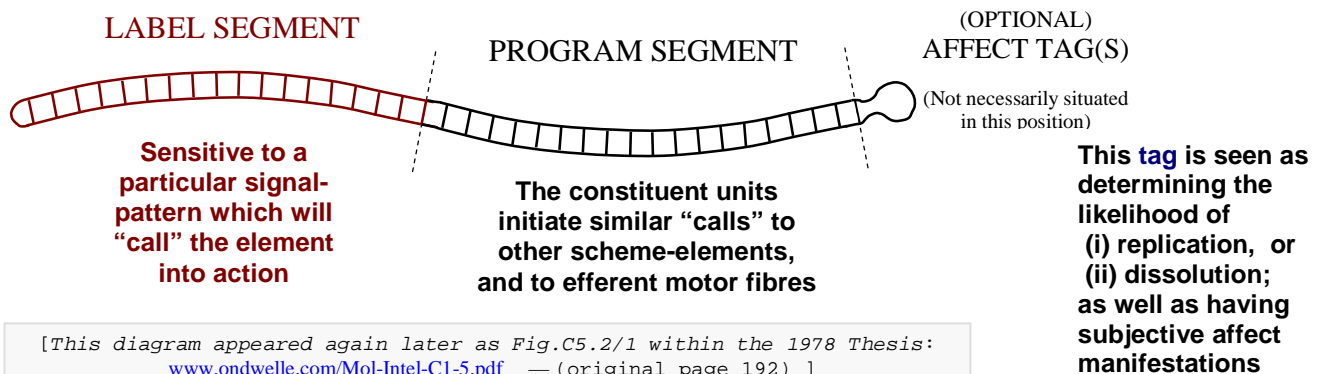 LABEL SEGMENT
PROGRAM SEGMENT
(OPTIONAL)
AFFECT TAG(S)
(Not necessarily situated
in this position)
Sensitive to a
particular signal-
pattern which will
“call” the element
into action
The constituent units
initiate similar “calls” to
other scheme-elements,
and to efferent motor fibres
This tag is seen as
determining the
likelihood of
(i) replication, or
(ii) dissolution;
as well as having
subjective affect
manifestations
[This diagram appeared again later as Fig.C5.2/1 within the 1978 Thesis:
www.ondwelle.com/Mol-Intel-C1-5.pdf — (original page 192) ]